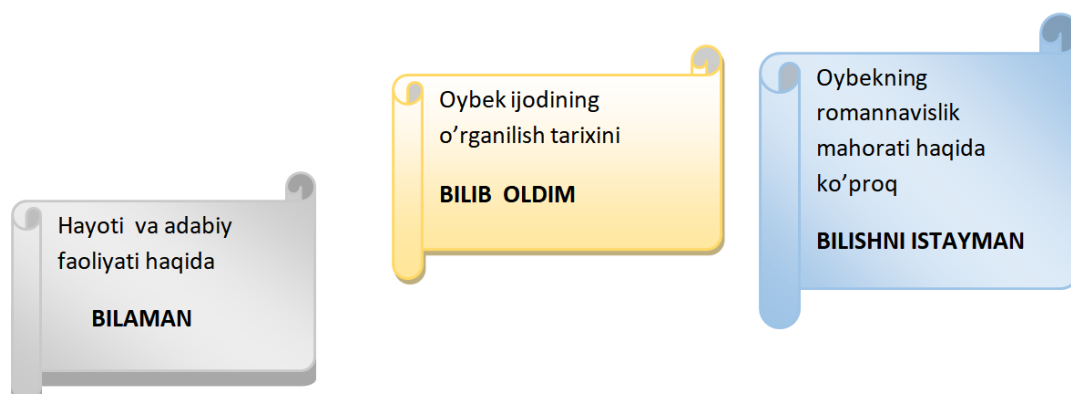 Hayoti va adabiy
faoliyati haqida
BILAMAN
Oybek ijodining
o’rganilish tarixini
BILIB OLDIM
Oybekning
romannavislik
mahorati haqida
ko’proq
BILISHNI ISTAYMAN